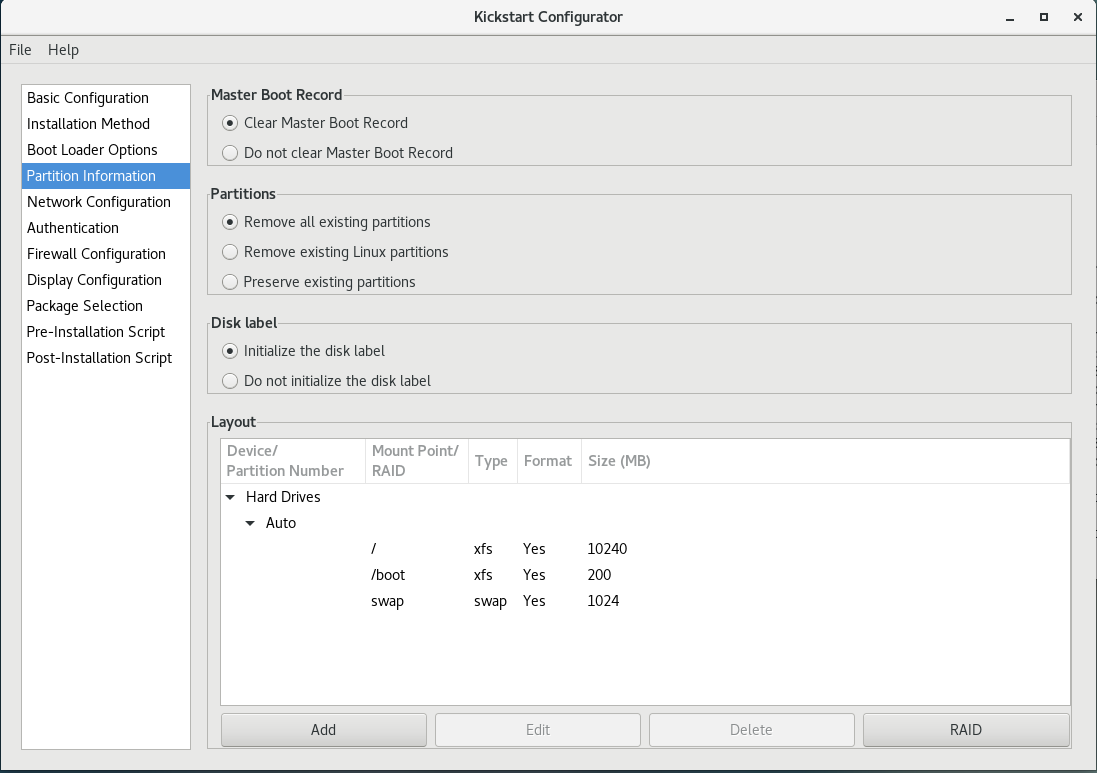 Kickstart Configurator
File Help
Basic Configuration
Installation Method
Boot Loader Options
Partition Information
Network Configuration
Authentication
Firewall Configuration
Display Configuration
Package Selection
Pre-Installation Script
Post-Installation Script
Master Boot Record
Clear Master Boot Record
Do not clear Master Boot Record
Partitions
Remove all existing partitions
Remove existing Linux partitions
Preserve existing partitions
Disk label
Initialize the disk label
Do not initialize the disk label
Layout
Device/
Partition Number
Mount Point/
RAID
Type
Format
Size (MB)
Hard Drives
Auto
/ xfs Yes 10240
/boot xfs Yes 200
swap swap Yes 1024
Add Edit Delete RAID